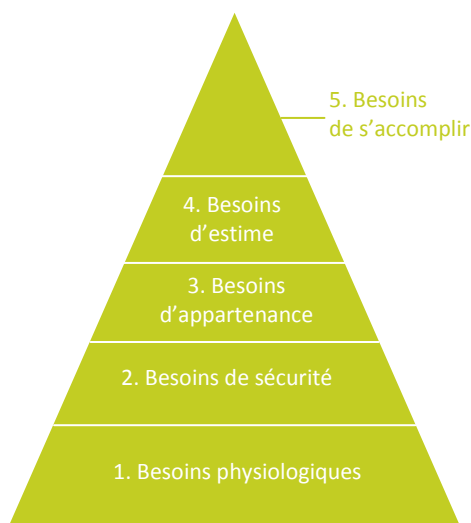 5. Besoins
de s’accomplir
4. Besoins
d’estime
3. Besoins
d’appartenance
2. Besoins de sécurité
1. Besoins physiologiques